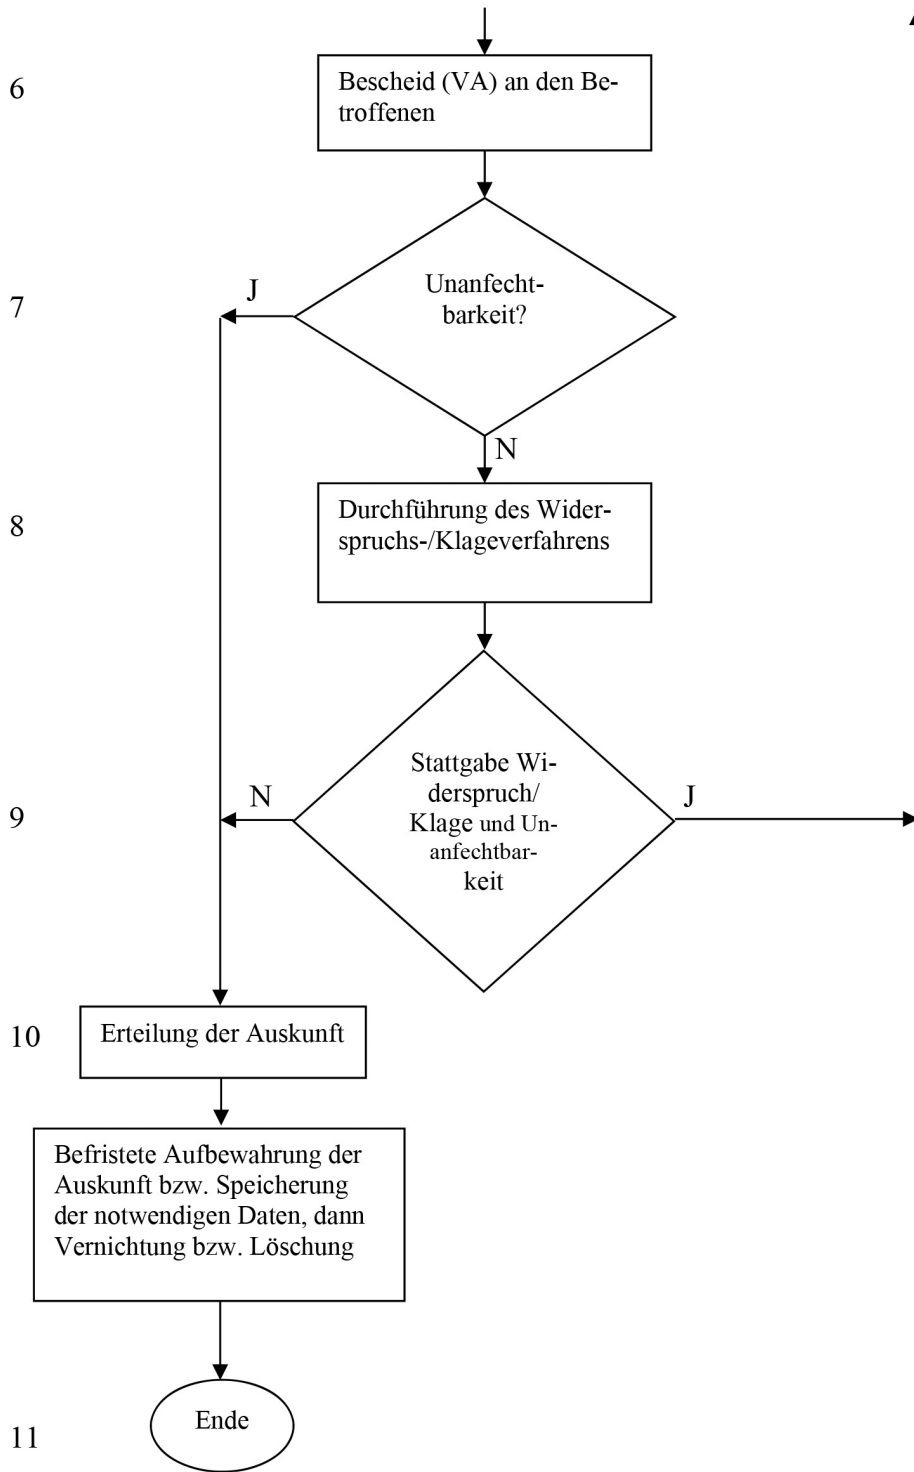 6
Bescheid (VA) an den Be-
troffenen
7
J
Unanfecht-
barkeit?
N
8
Durchführung des Wider-
spruchs-/Klageverfahrens
9
N
Stattgabe Wi-
derspruch/
Klage und Un-
anfechtbar-
keit
J
10
Erteilung der Auskunft
Befristete Aufbewahrung der
Auskunft bzw. Speicherung
der notwendigen Daten, dann
Vernichtung bzw. Löschung
Ende
11